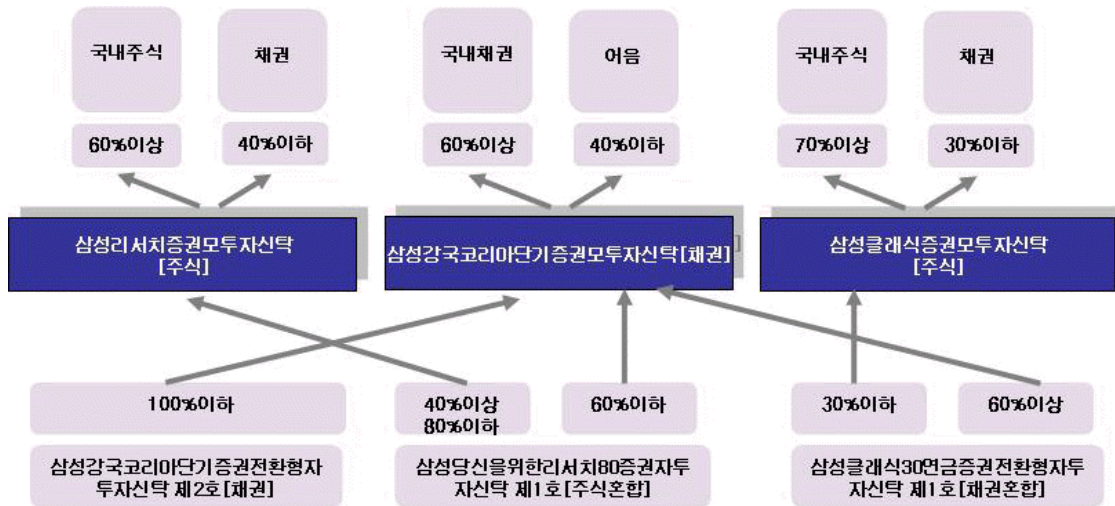 국내주식
채권
국내채권
어음
국내주식
채권
60%이상
40%이하
60%이상
40%이하
70%이상
30%이하
삼성리서치증권모투자신탁
[주식]
삼성강국코리아단기증권모투자신탁[채권]
삼성클래식증권모투자신탁
[주식]
100%이하
40%이상
80%이하
60%이하
30%이하
60%이상
삼성강국코리아단기증권전환형자
투자신탁 제2호[채권]
삼성당신을위한리서치80증권자투
자신탁 제1호[주식혼합]
삼성클래식30연금증권전환형자투
자신탁 제1호[채권혼합]